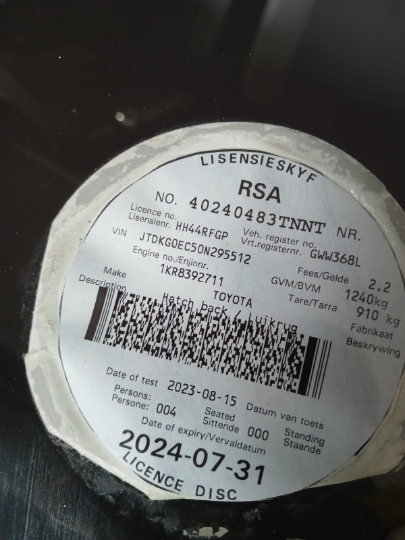 LISENSIESKYF
RSA
NO. 40240483TNNT NR.
Licence no. Veh. register no.
Lisensienr. HH44RFGP Vrt.registernr. GWW368L
VIN JTDKG0EC50N295512 Fees/Gelde 2.2
Engine no./Enjinnr. GVM/BVM 1240kg
1KR8392711 Tare/Tarra 910 kg
Make TOYOTA Fabrikaat
Description Hatch back / Luikrug Beskrywing
Date of test 2023-08-15 Datum van toets
Persons: Seated Standing
Persone: 004 Sittende 000 Staande
Date of expiry/Vervaldatum
2024-07-31
LICENCE DISC